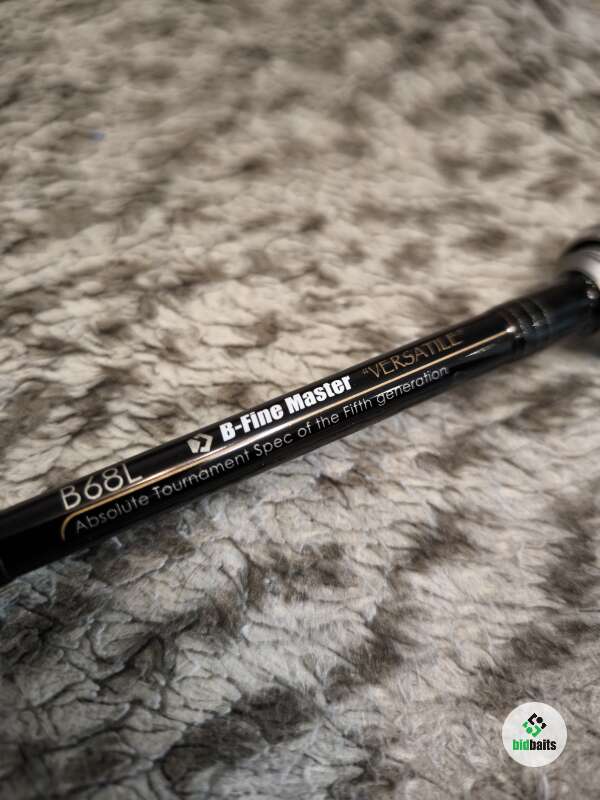 B68L B-Fine Master "VERSATILE"
Absolute Tournament Spec of the Fifth generation
bidbaits